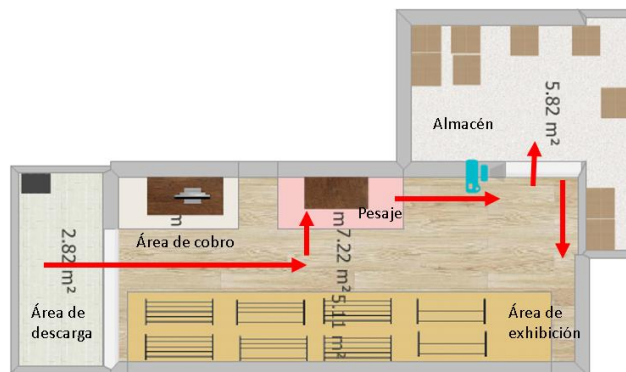 Almacén
5.82 m²
Pesaje
Área de cobro
2.82 m²
m7.22 m²
5.11 m²
Área de
descarga
Área de
exhibición